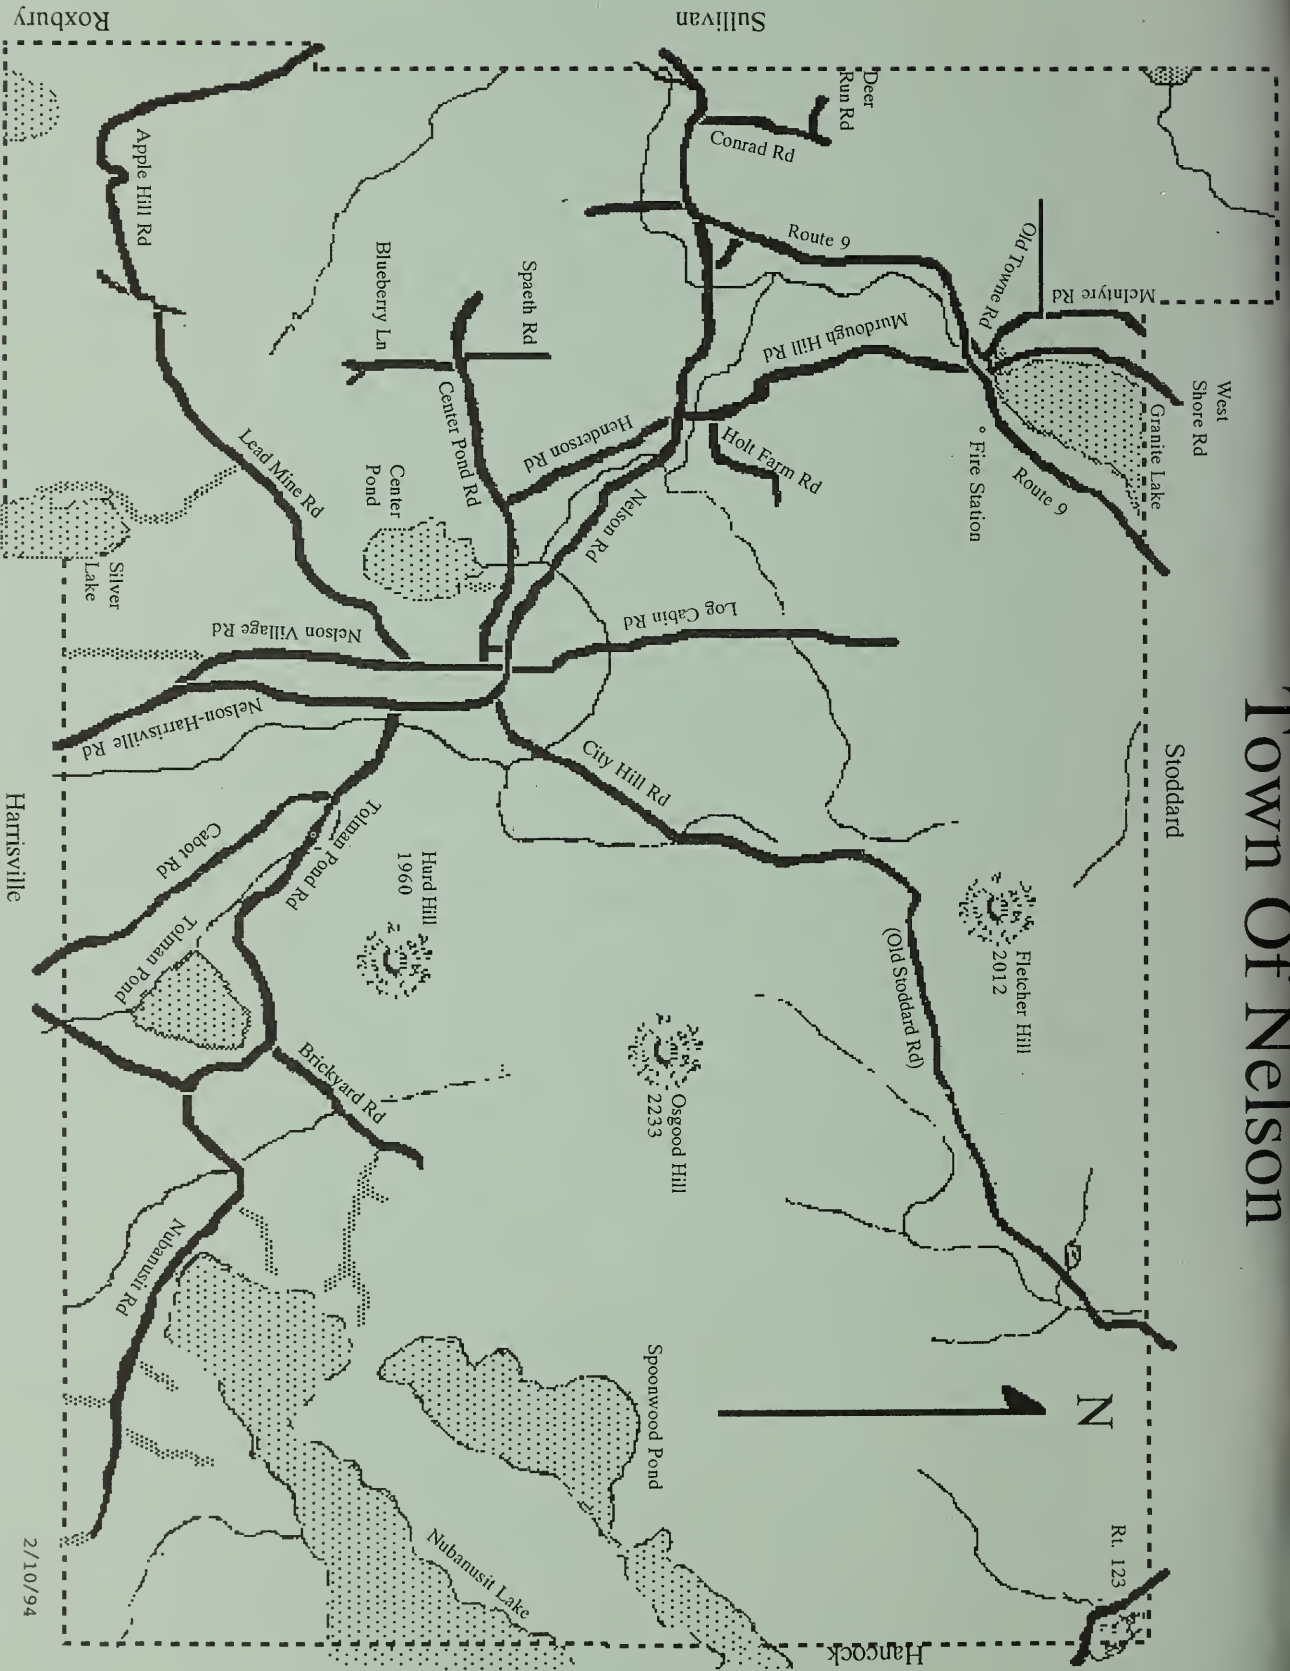 Town Of Nelson
Stoddard
West
Shore Rd
Granite Lake
McIntyre Rd
Old Towne Rd
Route 9
° Fire Station
Route 9
Murdough Hill Rd
Holt Farm Rd
Deer
Run Rd
Conrad Rd
Sullivan
Log Cabin Rd
Nelson Rd
Henderson Rd
Spaeth Rd
Center Pond Rd
Blueberry Ln
Center
Pond
City Hill Rd
(Old Stoddard Rd)
Fletcher Hill
2012
Osgood Hill
2233
Hurd Hill
1960
N
Rt. 123
Hancock
Spoonwood Pond
Nubanusit Lake
Lead Mine Rd
Apple Hill Rd
Roxbury
Silver
Lake
Nelson Village Rd
Nelson-Harrisville Rd
Tolman Pond Rd
Cabot Rd
Tolman Pond
Brickyard Rd
Nubanusit Rd
Harrisville
2/10/94